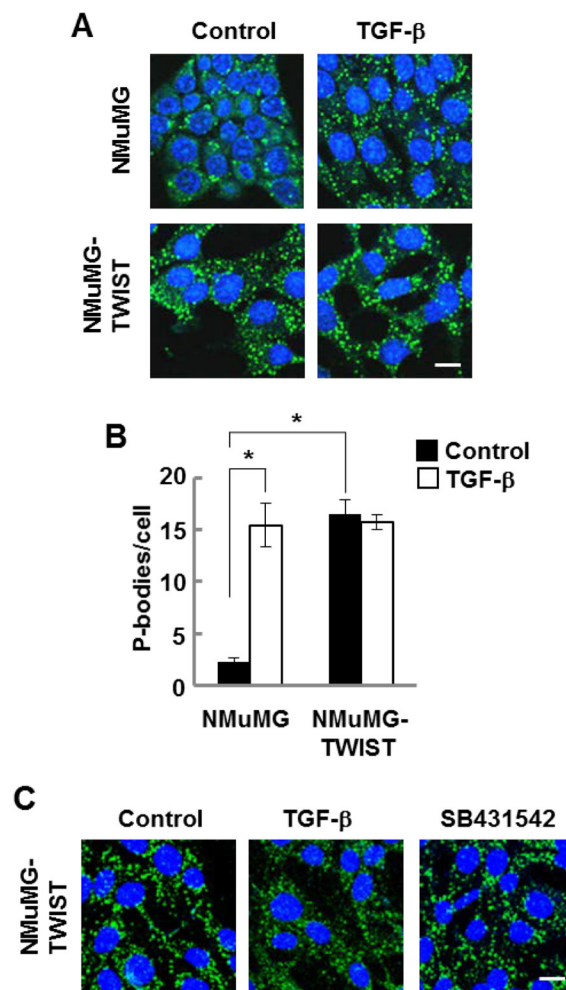 A
Control
TGF-β
NMuMG
NMuMG-
TWIST
B
*
*
Control
TGF-β
P-bodies/cell
20
15
10
5
0
NMuMG
NMuMG-
TWIST
C
Control
TGF-β
SB431542
NMuMG-
TWIST